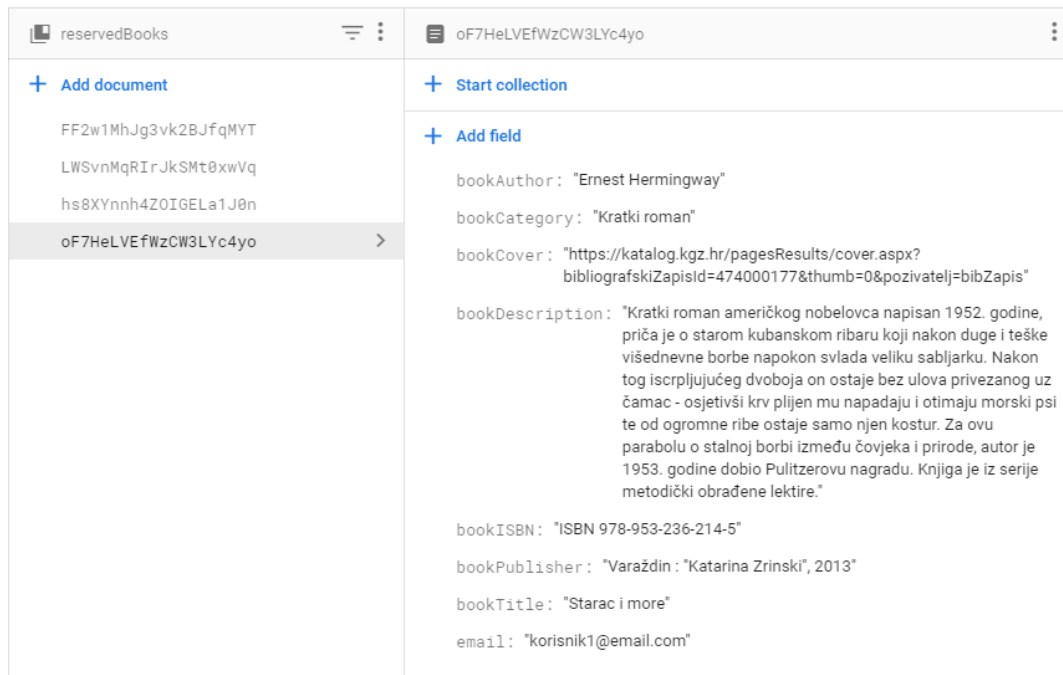 reservedBooks
Add document
FF2w1MhJg3vk2BJfqMYT
LWSvnMqRIrJkSMt0xwVq
hs8XYnnh4ZOIGELa1J0n
oF7HeLVEfWzCW3LYc4yo
oF7HeLVEfWzCW3LYc4yo
Start collection
Add field
bookAuthor: "Ernest Hermingway"
bookCategory: "Kratki roman"
bookCover: "https://katalog.kgz.hr/pagesResults/cover.aspx?
bibliografskiZapisId=474000177&thumb=0&pozivatelj=bibZapis"
bookDescription: "Kratki roman američkog nobelovca napisan 1952. godine,
priča je o starom kubanskom ribaru koji nakon duge i teške
višednevne borbe napokon svlada veliku sabljarku. Nakon
tog iscrpljujućeg dvoboja on ostaje bez ulova privezanog uz
čamac - osjetivši krv plijen mu napadaju i otimaju morski psi
te od ogromne ribe ostaje samo njen kostur. Za ovu
parabolu o stalnoj borbi između čovjeka i prirode, autor je
1953. godine dobio Pulitzerovu nagradu. Knjiga je iz serije
metodički obrađene lektire."
bookISBN: "ISBN 978-953-236-214-5"
bookPublisher: "Varaždin : "Katarina Zrinski", 2013"
bookTitle: "Starac i more"
email: "korisnik1@email.com"